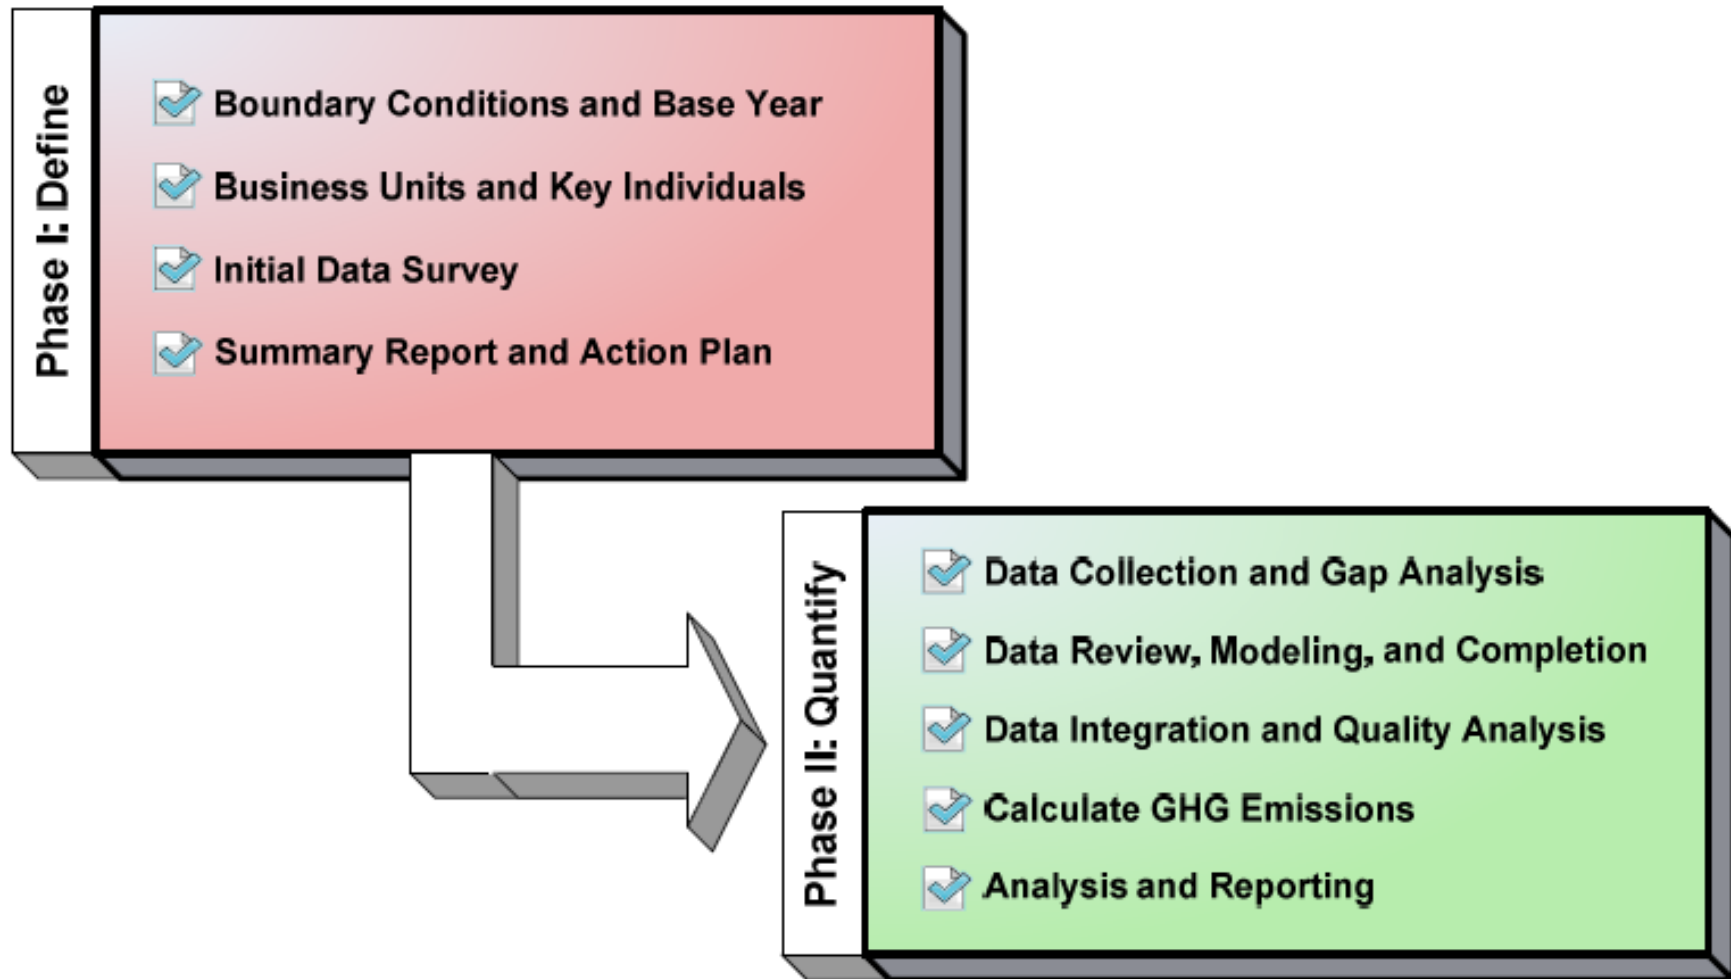 Phase I: Define
Boundary Conditions and Base Year
Business Units and Key Individuals
Initial Data Survey
Summary Report and Action Plan
Phase II: Quantify
Data Collection and Gap Analysis
Data Review, Modeling, and Completion
Data Integration and Quality Analysis
Calculate GHG Emissions
Analysis and Reporting